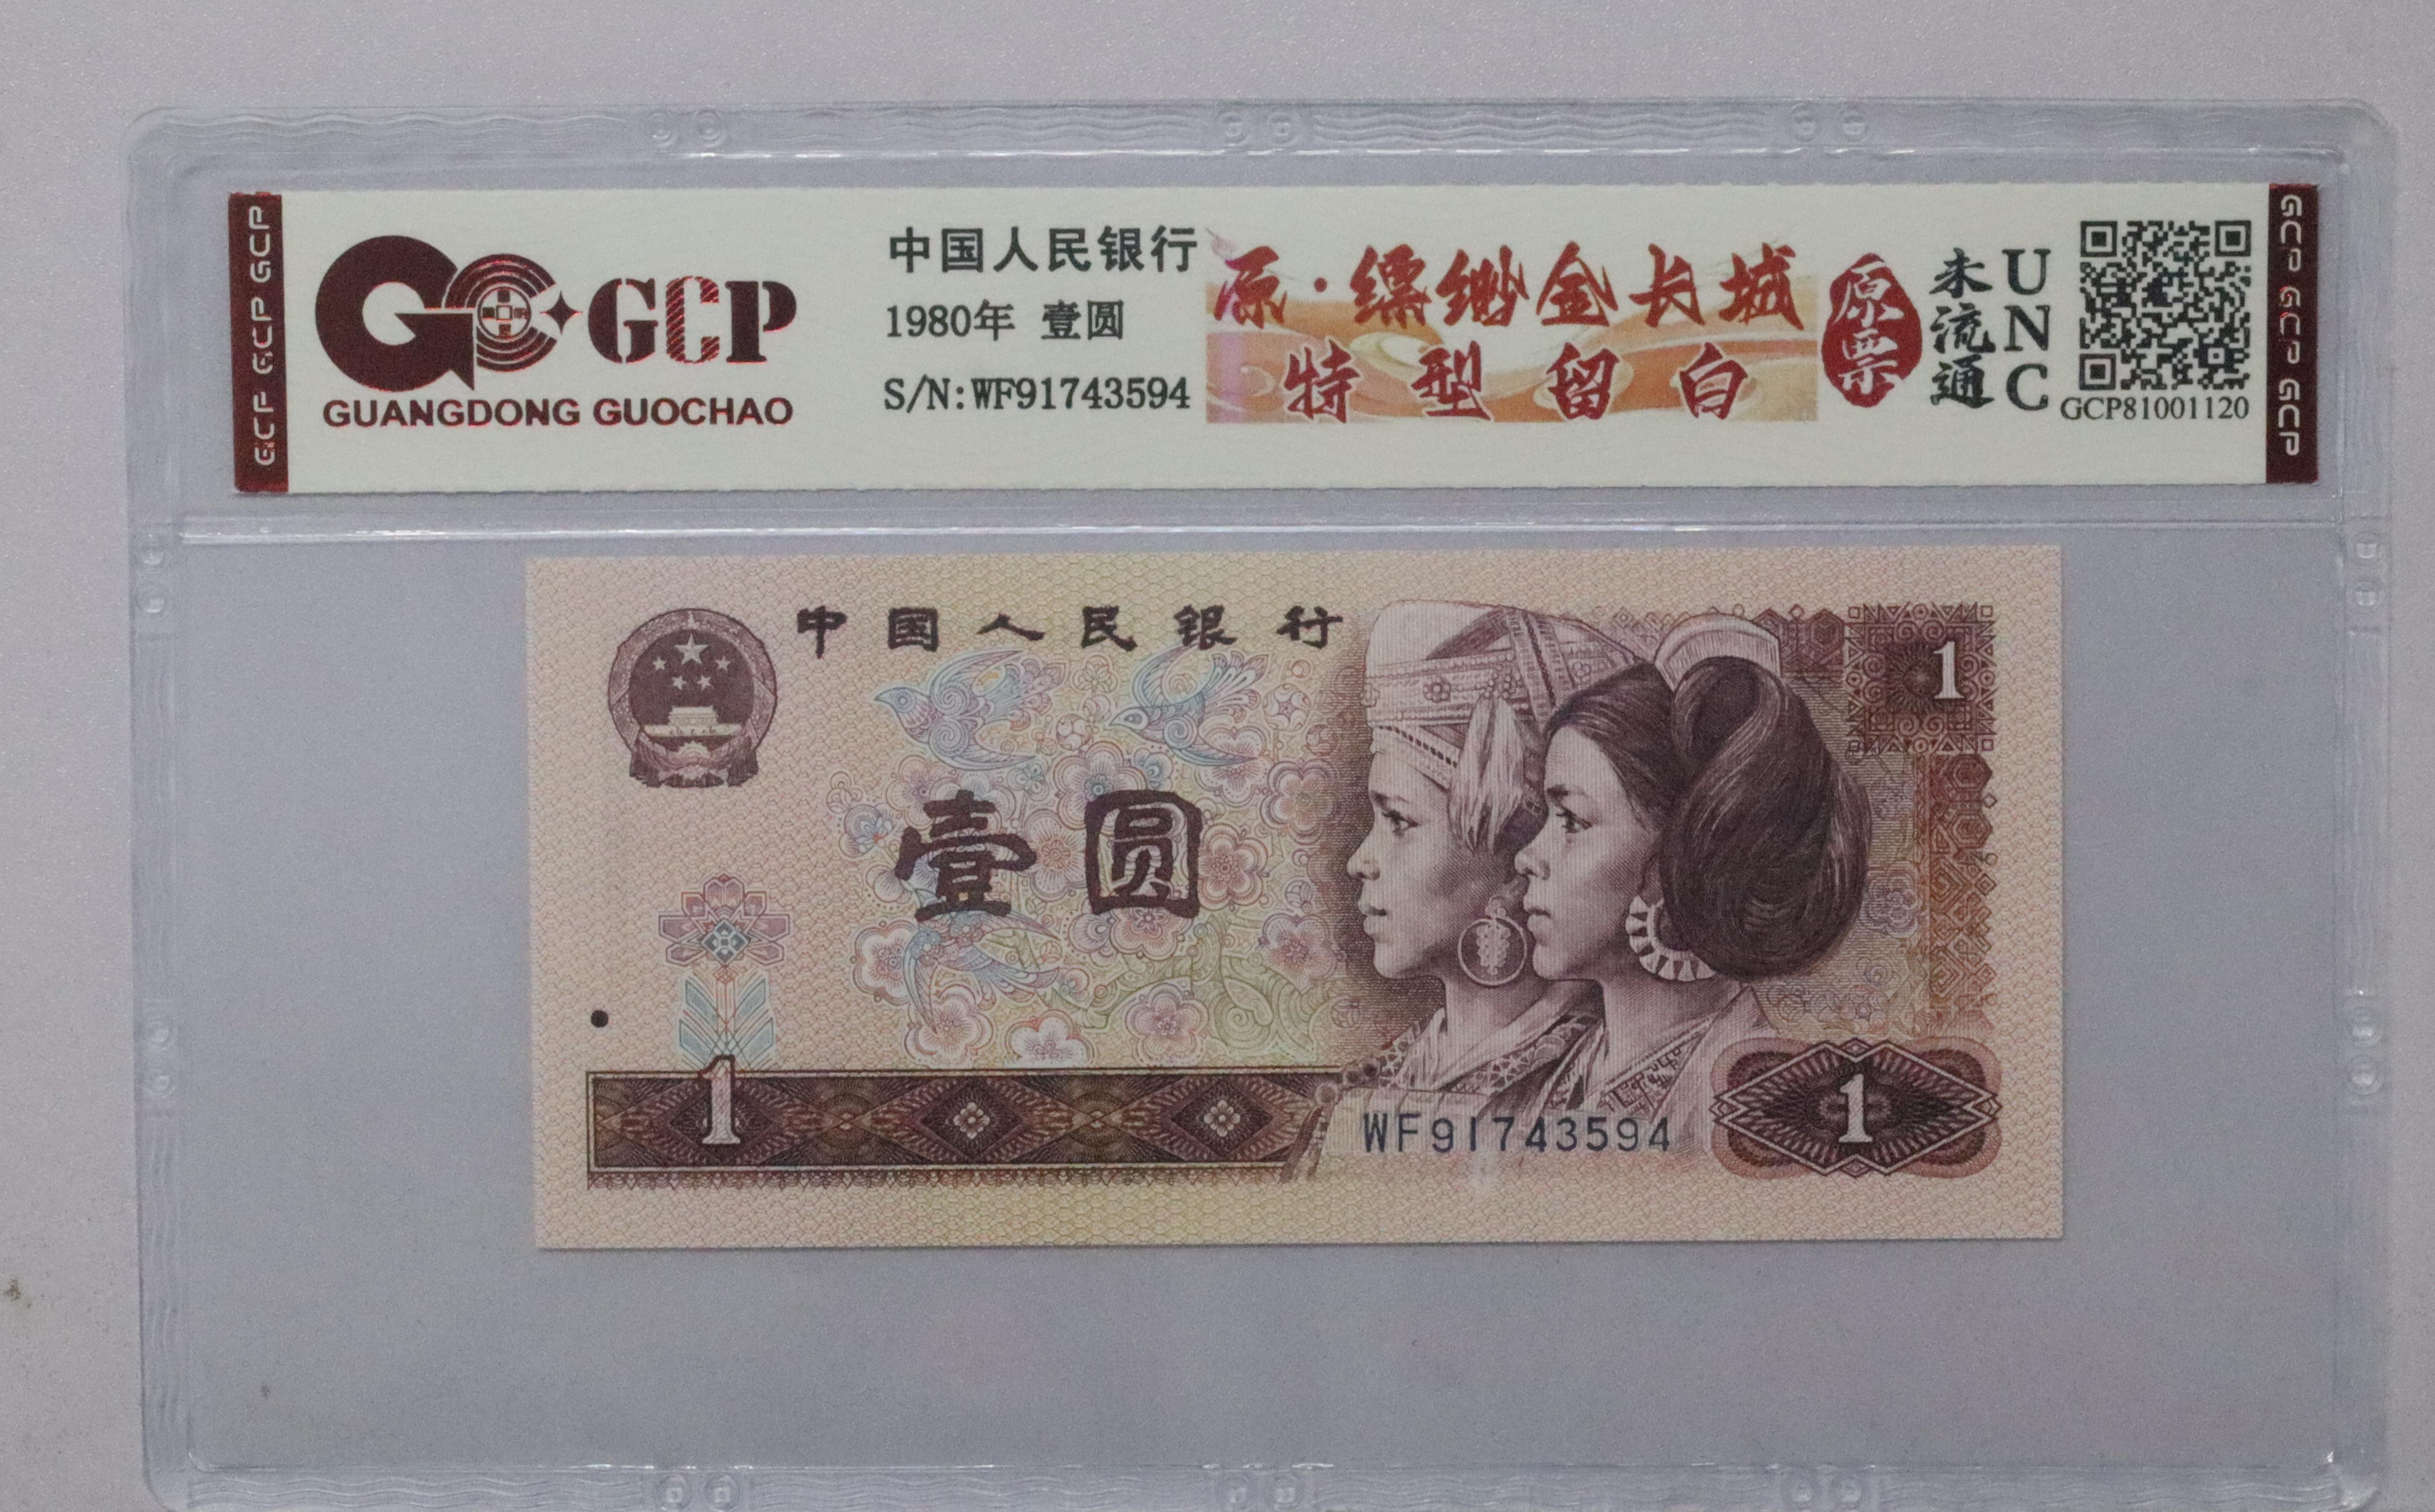 GCP GCP GCP
GCP
GUANGDONG GUOCHAO
中国人民银行
1980年 壹圆
S/N:WF91743594
原·缥缈金长城
特型留白
原票
未流通
UNC
GCP81001120
GCP GCP GCP
中国人民银行
1
壹圆
1
WF91743594
1